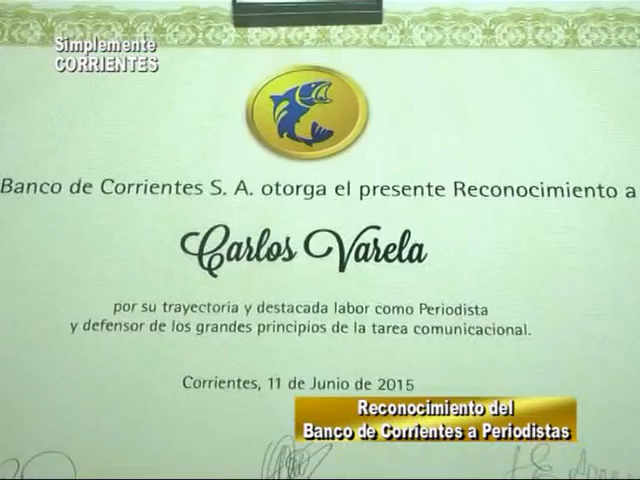 Simplemente
CORRIENTES
Banco de Corrientes S. A. otorga el presente Reconocimiento a
Carlos Varela
por su trayectoria y destacada labor como Periodista
y defensor de los grandes principios de la tarea comunicacional.
Corrientes, 11 de Junio de 2015
Reconocimiento del
Banco de Corrientes a Periodistas